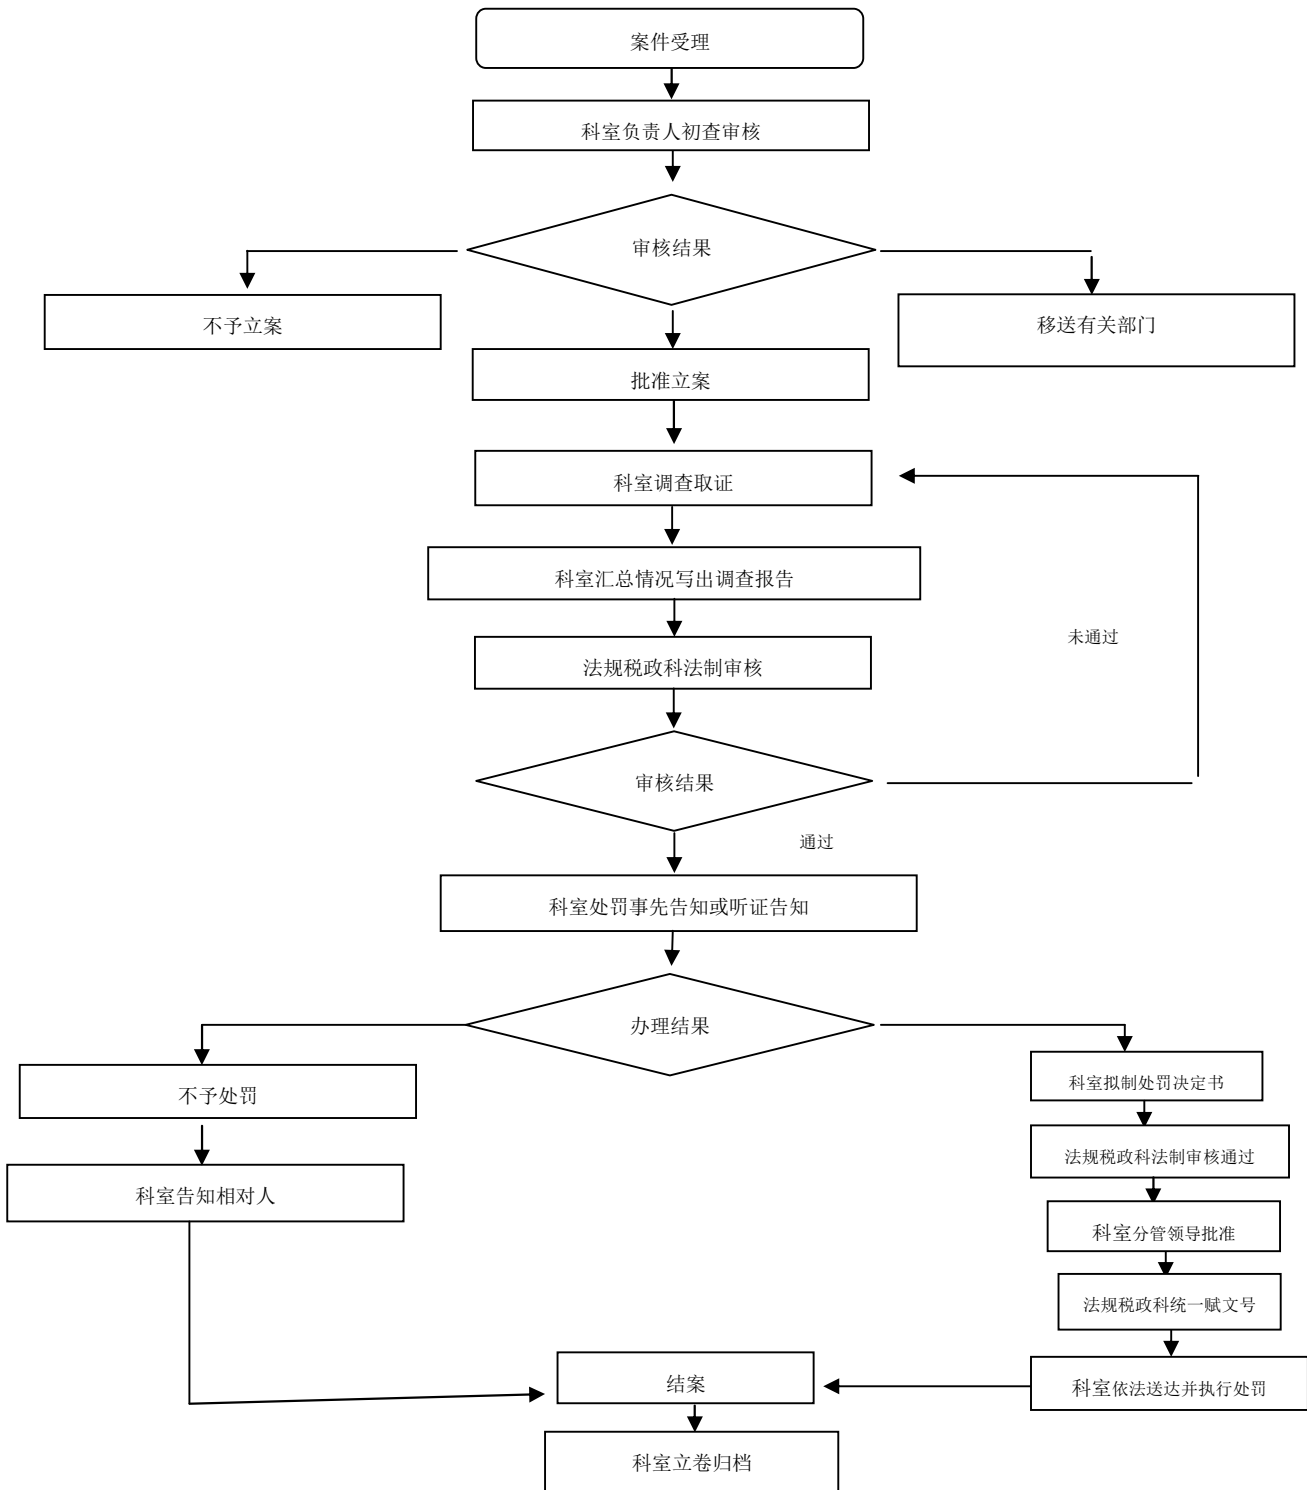 案件受理
科室负责人初查审核
审核结果
不予立案
移送有关部门
批准立案
科室调查取证
科室汇总情况写出调查报告
未通过
法规税政科法制审核
审核结果
通过
科室处罚事先告知或听证告知
办理结果
不予处罚
科室告知相对人
科室拟制处罚决定书
法规税政科法制审核通过
科室分管领导批准
法规税政科统一赋文号
科室依法送达并执行处罚
结案
科室立卷归档